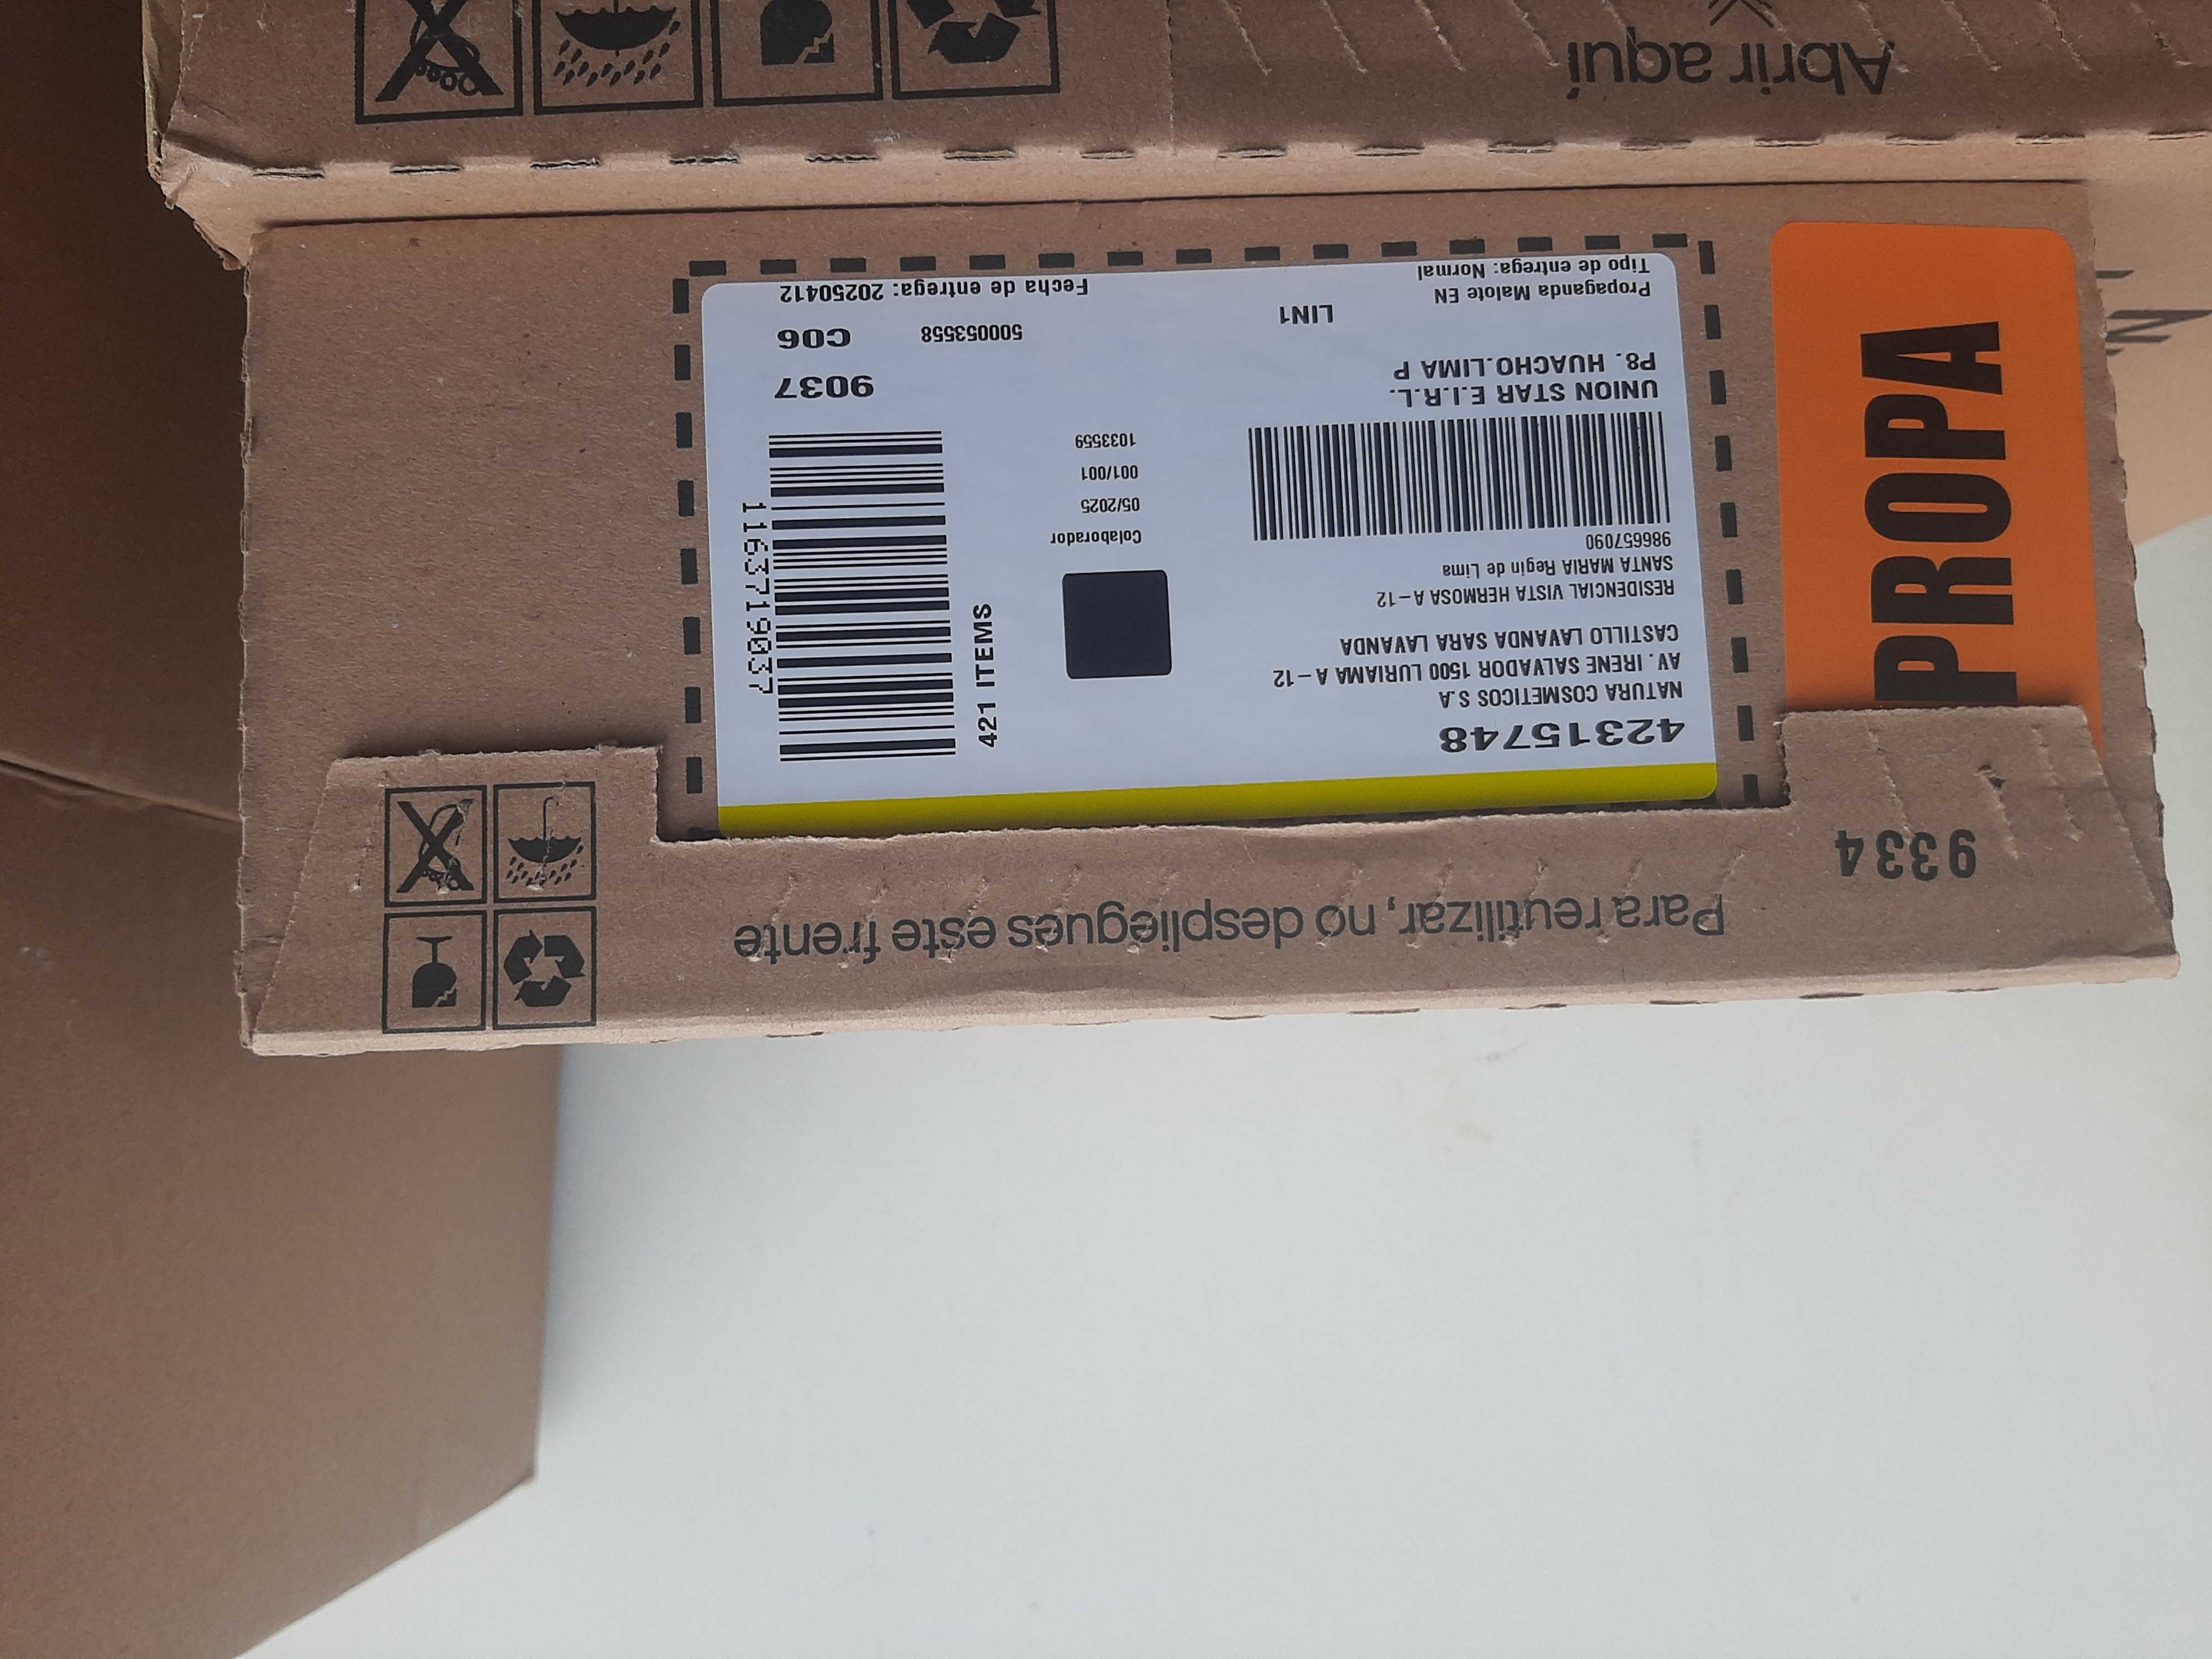 Para reutilizar, no despliegues este frente
9334
PROPA
42315748
NATURA COSMETICOS S.A
AV. IRENE SALVADOR 1500 LURIAMA A-12
CASTILLO LAVANDA SARA LAVANDA
RESIDENCIAL VISTA HERMOSA A-12
SANTA MARIA Regin de Lima
986657090
UNION STAR E.I.R.L.
P8. HUACHO.LIMA P
LIN1
Propaganda Malote EN
Tipo de entrega: Normal
Colaborador
05/2025
001/001
1033559
421 ITEMS
11637719037
9037
500053558
C06
Fecha de entrega: 20250412
Abrir aquí